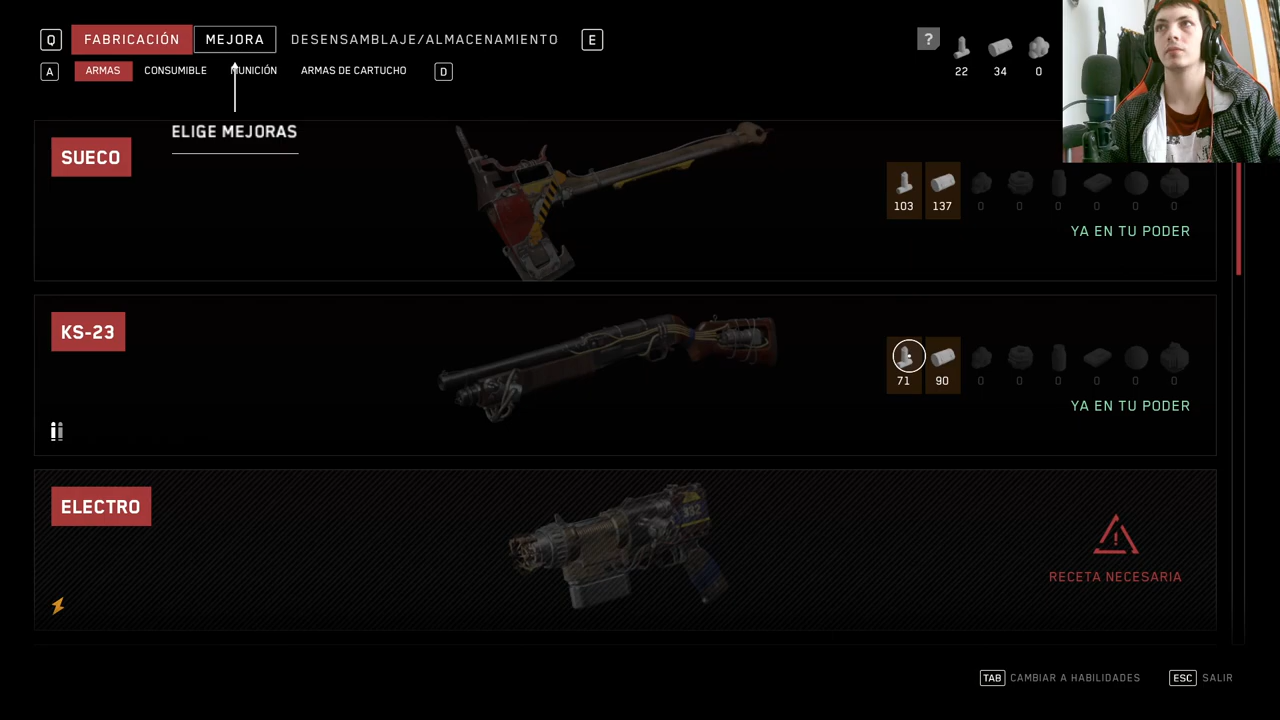 Q FABRICACIÓN MEJORA DESENSAMBLAJE/ALMACENAMIENTO E ?
22 34 0
A ARMAS CONSUMIBLE MUNICIÓN ARMAS DE CARTUCHO D
ELIGE MEJORAS
SUECO
103 137 0 0 0 0 0 0
YA EN TU PODER
KS-23
71 90 0 0 0 0 0 0
YA EN TU PODER
ELECTRO
332
RECETA NECESARIA
TAB CAMBIAR A HABILIDADES ESC SALIR